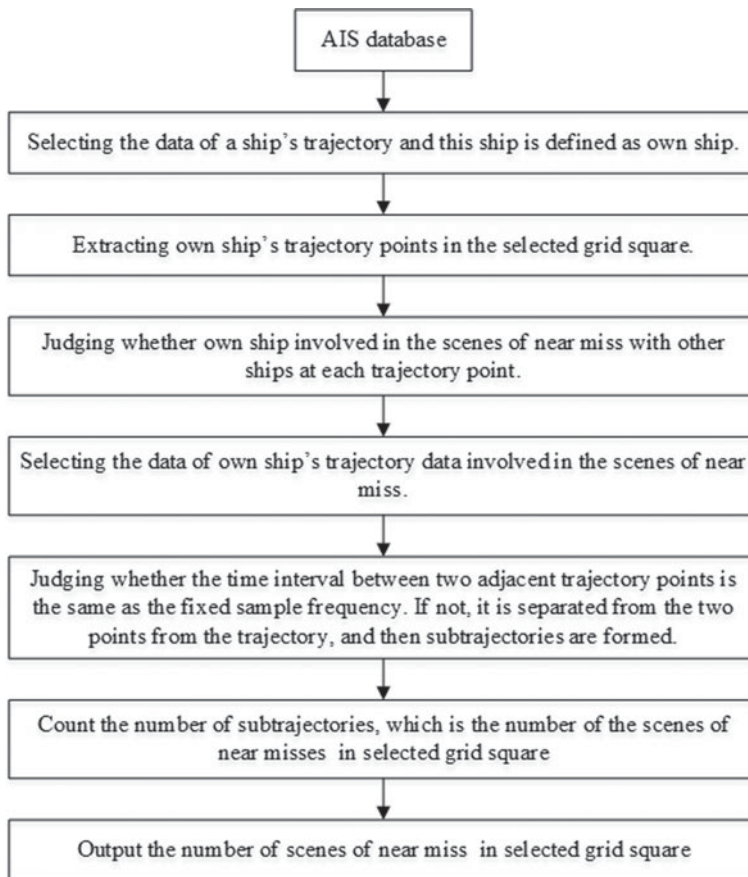 AIS database
Selecting the data of a ship's trajectory and this ship is defined as own ship.
Extracting own ship's trajectory points in the selected grid square.
Judging whether own ship involved in the scenes of near miss with other
ships at each trajectory point.
Selecting the data of own ship's trajectory data involved in the scenes of near
miss.
Judging whether the time interval between two adjacent trajectory points is
the same as the fixed sample frequency. If not, it is separated from the two
points from the trajectory, and then subtrajectories are formed.
Count the number of subtrajectories, which is the number of the scenes of
near misses in selected grid square
Output the number of scenes of near miss in selected grid square